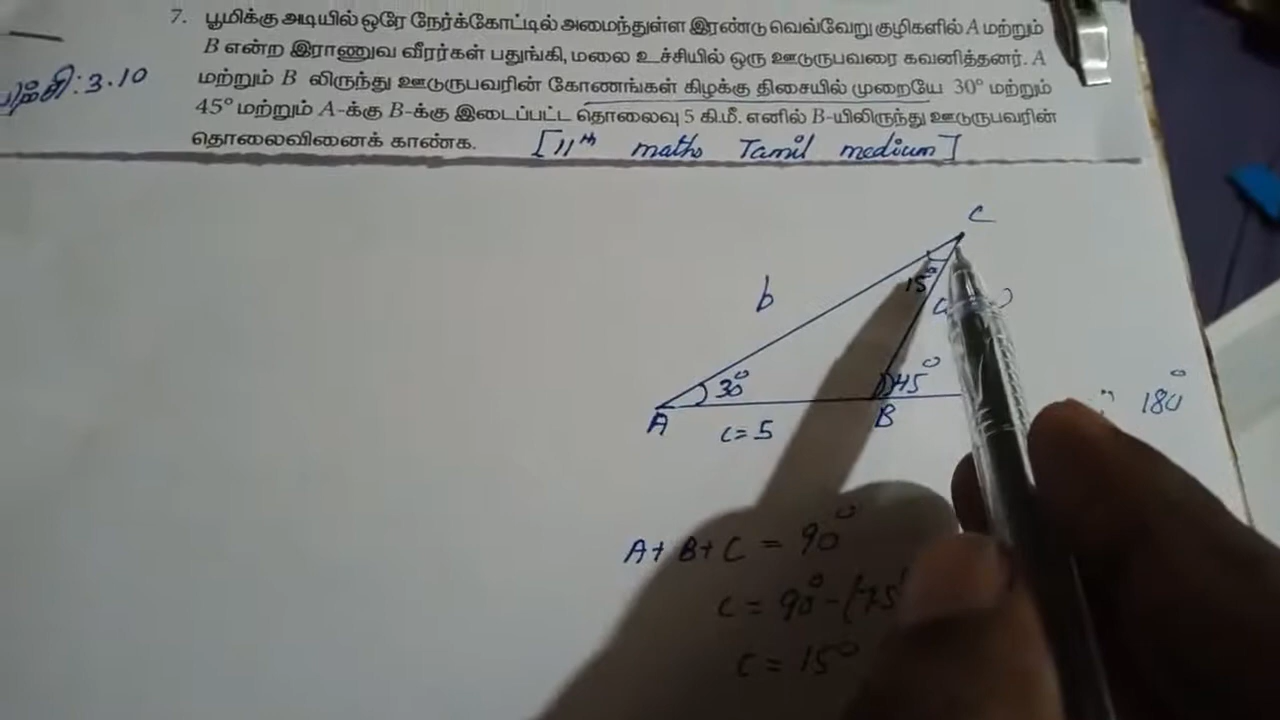 7. பூமிக்கு அடியில் ஒரே நேர்க்கோட்டில் அமைந்துள்ள இரண்டு வெவ்வேறு குழிகளில் A மற்றும்
B என்ற இராணுவ வீரர்கள் பதுங்கி, மலை உச்சியில் ஒரு ஊடுருபவரை கவனித்தனர். A
மற்றும் B லிருந்து ஊடுருபவரின் கோணங்கள் கிழக்கு திசையில் முறையே 30° மற்றும்
45° மற்றும் A-க்கு B-க்கு இடைப்பட்ட தொலைவு 5 கி.மீ. எனில் B-யிலிருந்து ஊடுருபவரின்
தொலைவினைக் காண்க. [11th maths Tamil medium]
3.10
C
b
15°
30°
45°
180°
A
B
c = 5
A + B + C = 90°
C = 90° - (75
C = 15°